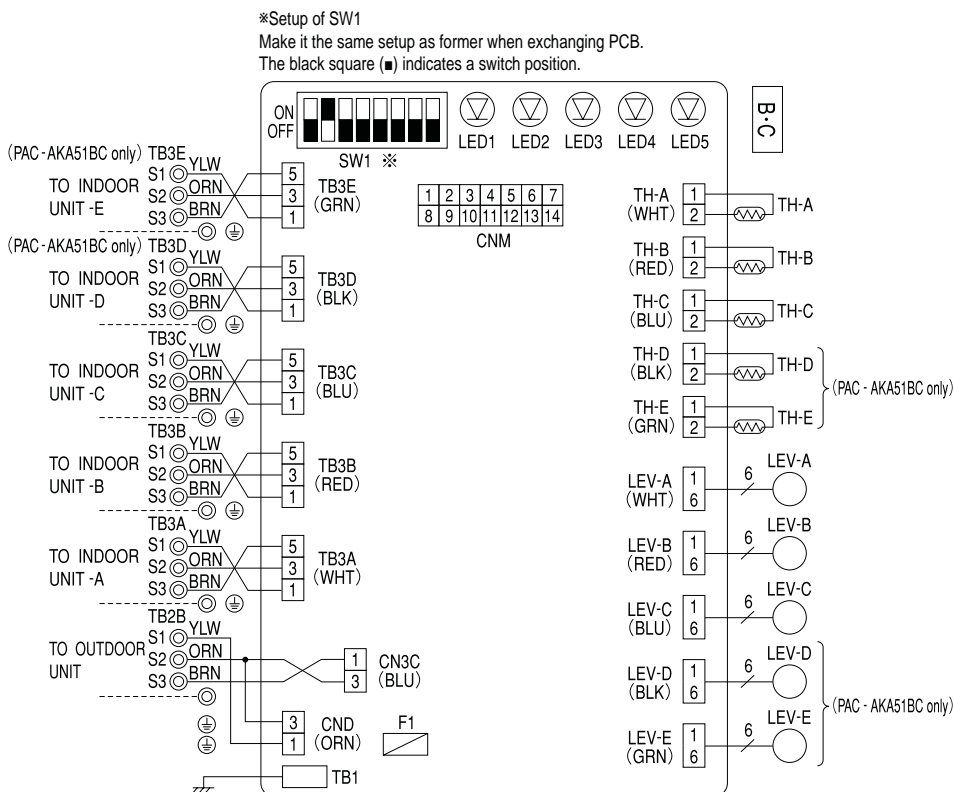 ※Setup of SW1
Make it the same setup as former when exchanging PCB.
The black square (■) indicates a switch position.
ON
OFF
SW1 ※
LED1 LED2 LED3 LED4 LED5
B·C
1 2 3 4 5 6 7
8 9 10 11 12 13 14
CNM
(PAC-AKA51BC only) TB3E
TO INDOOR
UNIT -E
S1 YLW
S2 ORN
S3 BRN
5
3
1
TB3E
(GRN)
(PAC-AKA51BC only) TB3D
TO INDOOR
UNIT -D
S1 YLW
S2 ORN
S3 BRN
5
3
1
TB3D
(BLK)
TB3C
TO INDOOR
UNIT -C
S1 YLW
S2 ORN
S3 BRN
5
3
1
TB3C
(BLU)
TB3B
TO INDOOR
UNIT -B
S1 YLW
S2 ORN
S3 BRN
5
3
1
TB3B
(RED)
TB3A
TO INDOOR
UNIT -A
S1 YLW
S2 ORN
S3 BRN
5
3
1
TB3A
(WHT)
TB2B
TO OUTDOOR
UNIT
S1 YLW
S2 ORN
S3 BRN
1
3
CN3C
(BLU)
3
1
CND
(ORN)
F1
TB1
TH-A
(WHT)
1
2
TH-A
TH-B
(RED)
1
2
TH-B
TH-C
(BLU)
1
2
TH-C
TH-D
(BLK)
1
2
TH-D
TH-E
(GRN)
1
2
TH-E
(PAC-AKA51BC only)
LEV-A
(WHT)
1
6
6
LEV-A
LEV-B
(RED)
1
6
6
LEV-B
LEV-C
(BLU)
1
6
6
LEV-C
LEV-D
(BLK)
1
6
6
LEV-D
LEV-E
(GRN)
1
6
6
LEV-E
(PAC-AKA51BC only)